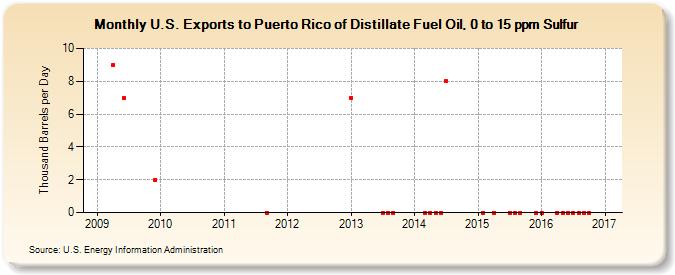 Monthly U.S. Exports to Puerto Rico of Distillate Fuel Oil, 0 to 15 ppm Sulfur
Thousand Barrels per Day
10
8
6
4
2
0
2009 2010 2011 2012 2013 2014 2015 2016 2017
Source: U.S. Energy Information Administration